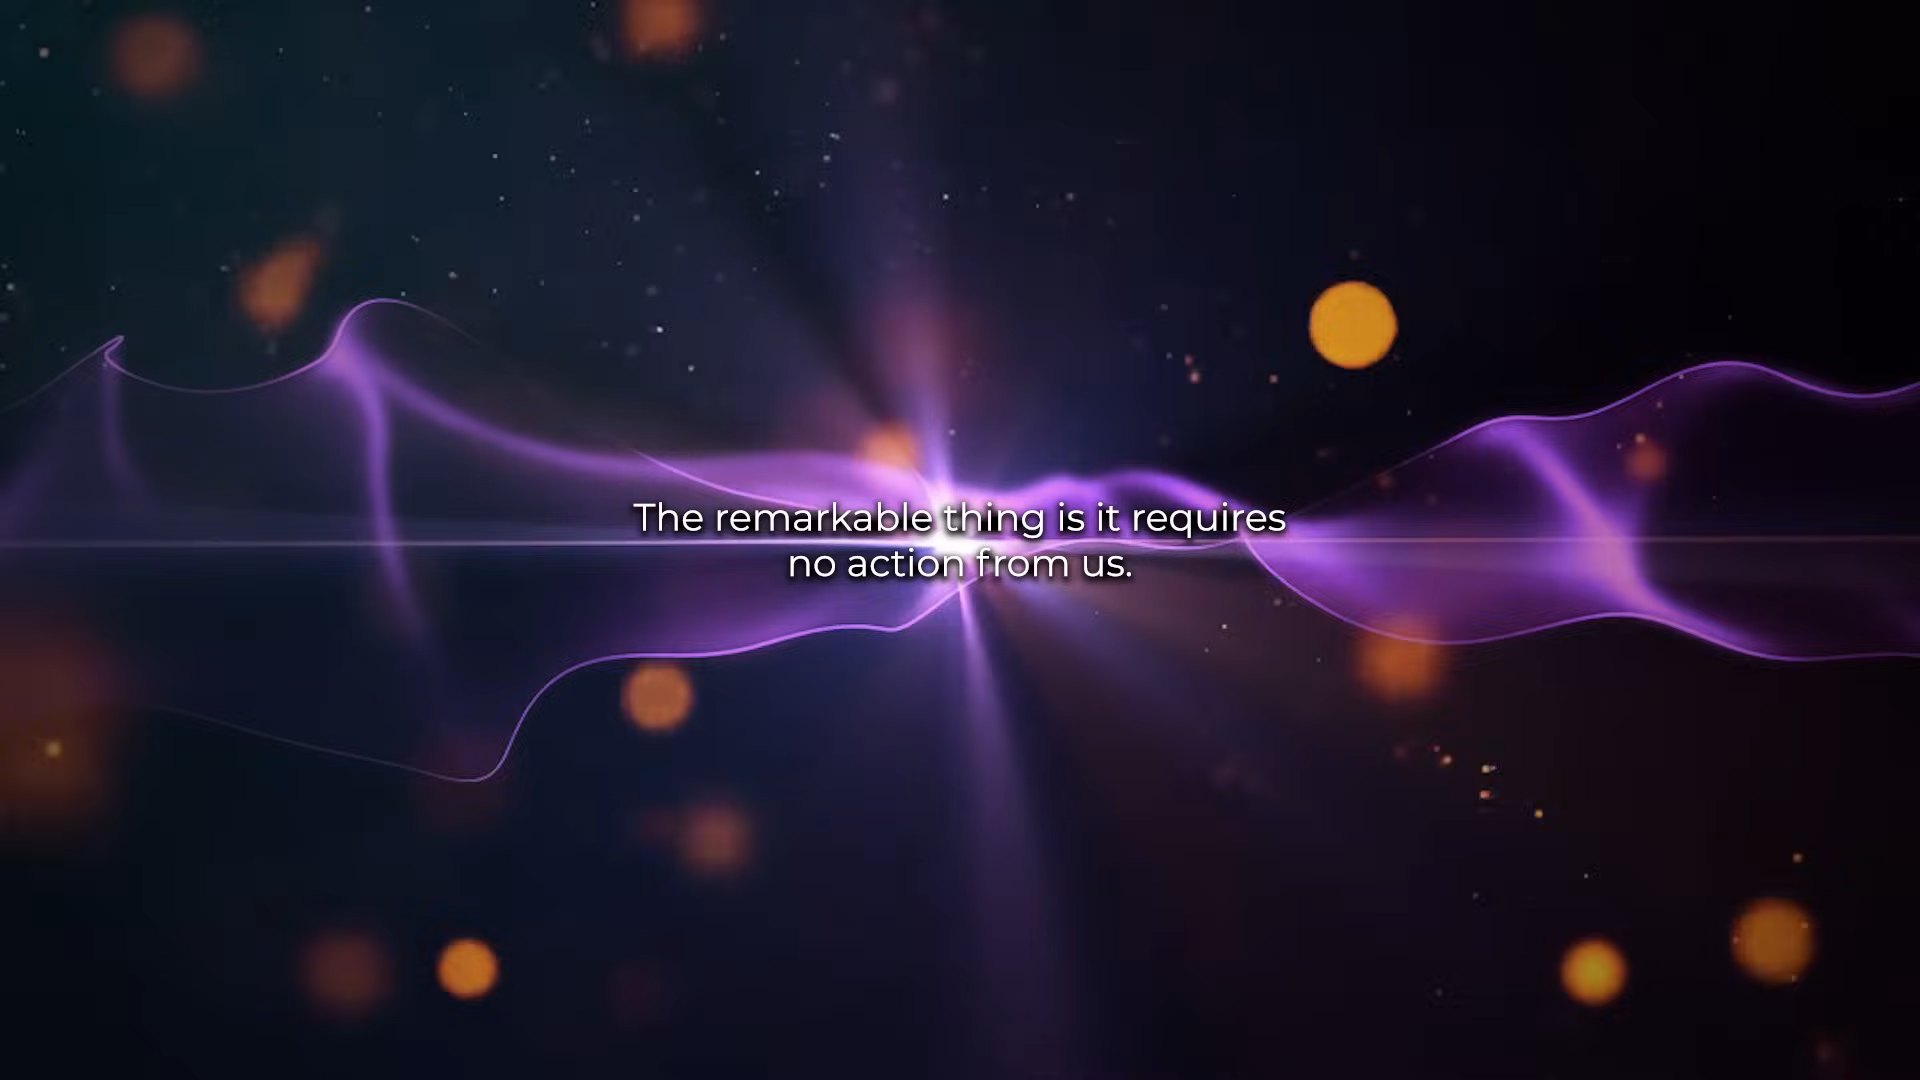 The remarkable thing is it requires
no action from us.